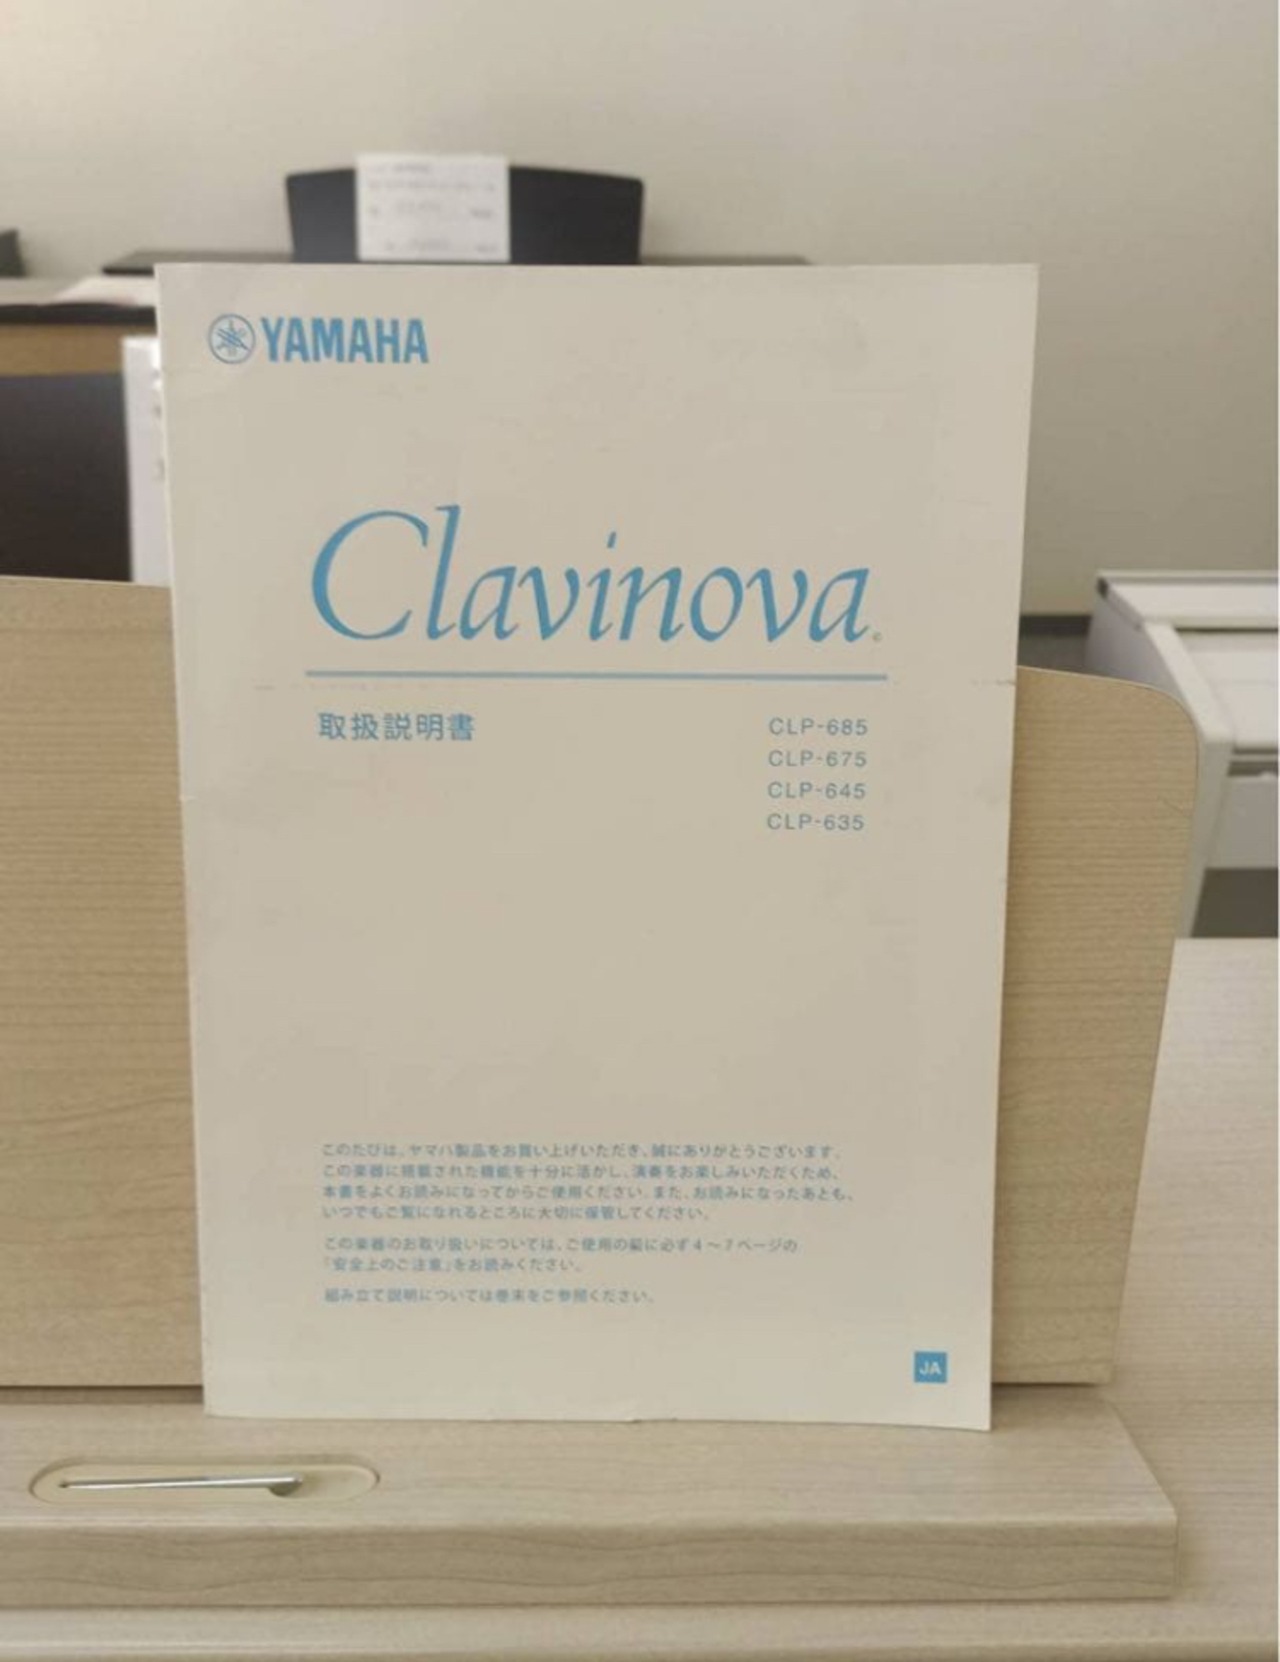 YAMAHA
Clavinova
取扱説明書
CLP-685
CLP-675
CLP-645
CLP-635
このたびは、ヤマハ製品をお買い上げいただき、誠にありがとうございます。
この楽器に搭載された機能を十分に活かし、演奏をお楽しみいただくため、
本書をよくお読みになってからご使用ください。また、お読みになったあとも、
いつでもご覧になれるところに大切に保管してください。
この楽器のお取り扱いについては、ご使用の前に必ず4～7ページの
「安全上のご注意」をお読みください。
組み立て説明については巻末をご参照ください。
JA